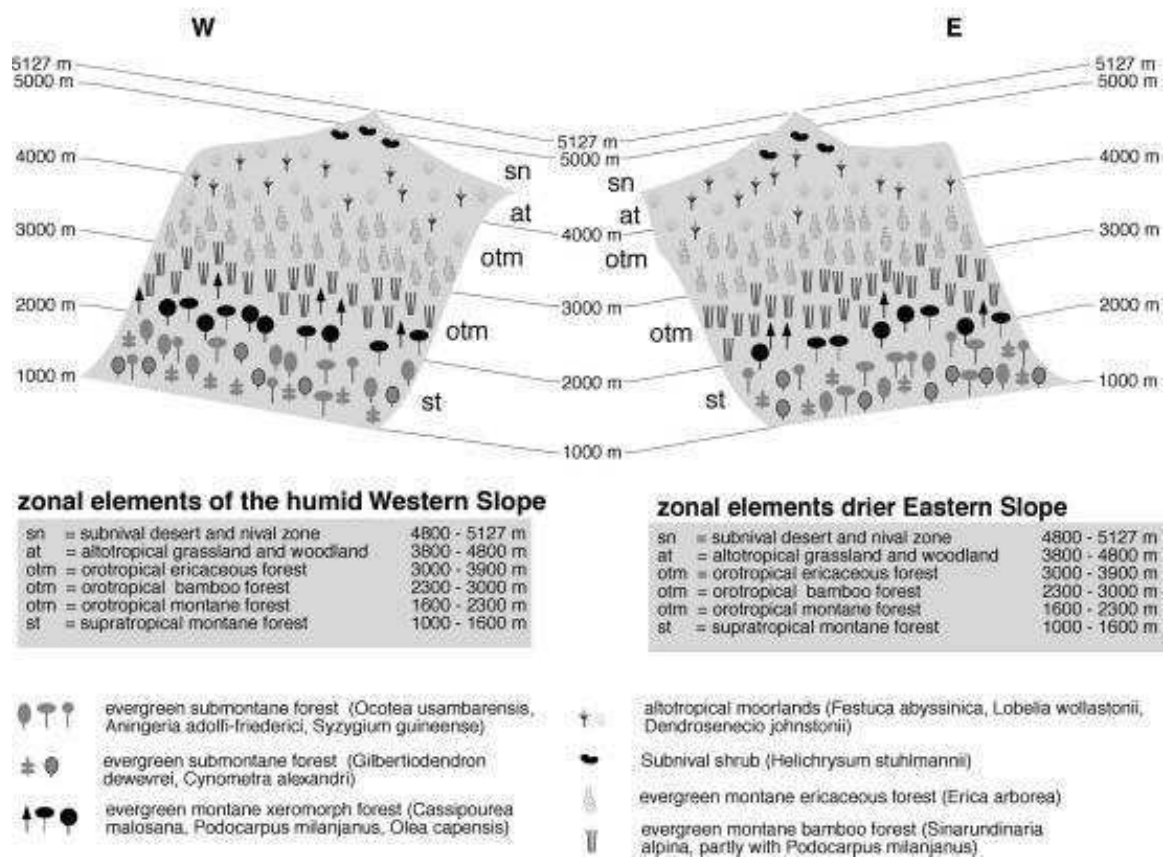 W
E
5127 m
5000 m
4000 m
3000 m
2000 m
1000 m
5127 m
5000 m
4000 m
3000 m
2000 m
1000 m
5127 m
5000 m
4000 m
3000 m
2000 m
1000 m
sn
at
otm
otm
st
sn
at
otm
otm
st
zonal elements of the humid Western Slope
sn = subnival desert and nival zone 4800 - 5127 m
at = altotropical grassland and woodland 3800 - 4800 m
otm = orotropical ericaceous forest 3000 - 3900 m
otm = orotropical bamboo forest 2300 - 3000 m
otm = orotropical montane forest 1600 - 2300 m
st = supratropical montane forest 1000 - 1600 m
zonal elements drier Eastern Slope
sn = subnival desert and nival zone 4800 - 5127 m
at = altotropical grassland and woodland 3800 - 4800 m
otm = orotropical ericaceous forest 3000 - 3900 m
otm = orotropical bamboo forest 2300 - 3000 m
otm = orotropical montane forest 1600 - 2300 m
st = supratropical montane forest 1000 - 1600 m
evergreen submontane forest (Ocotea usambarensis,
Aningeria adolfi-friederici, Syzygium guineense)
evergreen submontane forest (Gilbertiodendron
dewevrei, Cynometra alexandri)
evergreen montane xeromorph forest (Cassipourea
malosana, Podocarpus milanjanus, Olea capensis)
altotropical moorlands (Festuca abyssinica, Lobelia wollastonii,
Dendrosenecio johnstonii)
Subnival shrub (Helichrysum stuhlmannii)
evergreen montane ericaceous forest (Erica arborea)
evergreen montane bamboo forest (Sinarundinaria
alpina, partly with Podocarpus milanjanus)